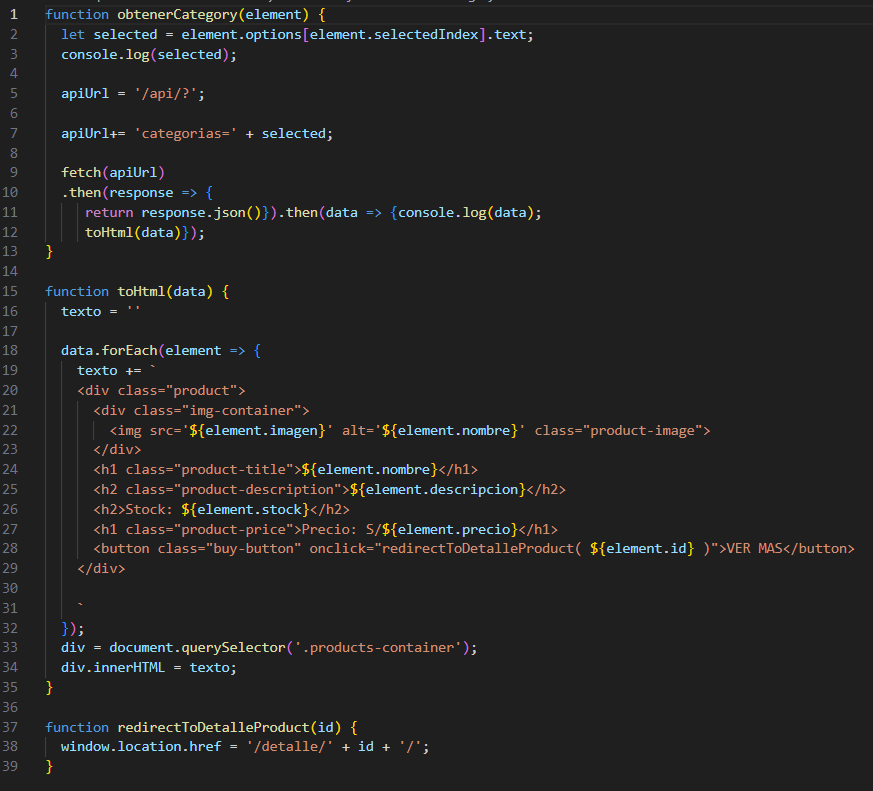 1 function obtenerCategory(element) {
2 let selected = element.options[element.selectedIndex].text;
3 console.log(selected);
4
5 apiUrl = '/api/?';
6
7 apiUrl+= 'categorias=' + selected;
8
9 fetch(apiUrl)
10 .then(response => {
11 return response.json()}).then(data => {console.log(data);
12 toHtml(data)});
13 }
14
15 function toHtml(data) {
16 texto = ''
17
18 data.forEach(element => {
19 texto += `
20 <div class="product">
21 <div class="img-container">
22 <img src='${element.imagen}' alt='${element.nombre}' class="product-image">
23 </div>
24 <h1 class="product-title">${element.nombre}</h1>
25 <h2 class="product-description">${element.descripcion}</h2>
26 <h2>Stock: ${element.stock}</h2>
27 <h1 class="product-price">Precio: S/${element.precio}</h1>
28 <button class="buy-button" onclick="redirectToDetalleProduct( ${element.id} )">VER MAS</button>
29 </div>
30
31 `
32 });
33 div = document.querySelector('.products-container');
34 div.innerHTML = texto;
35 }
36
37 function redirectToDetalleProduct(id) {
38 window.location.href = '/detalle/' + id + '/';
39 }